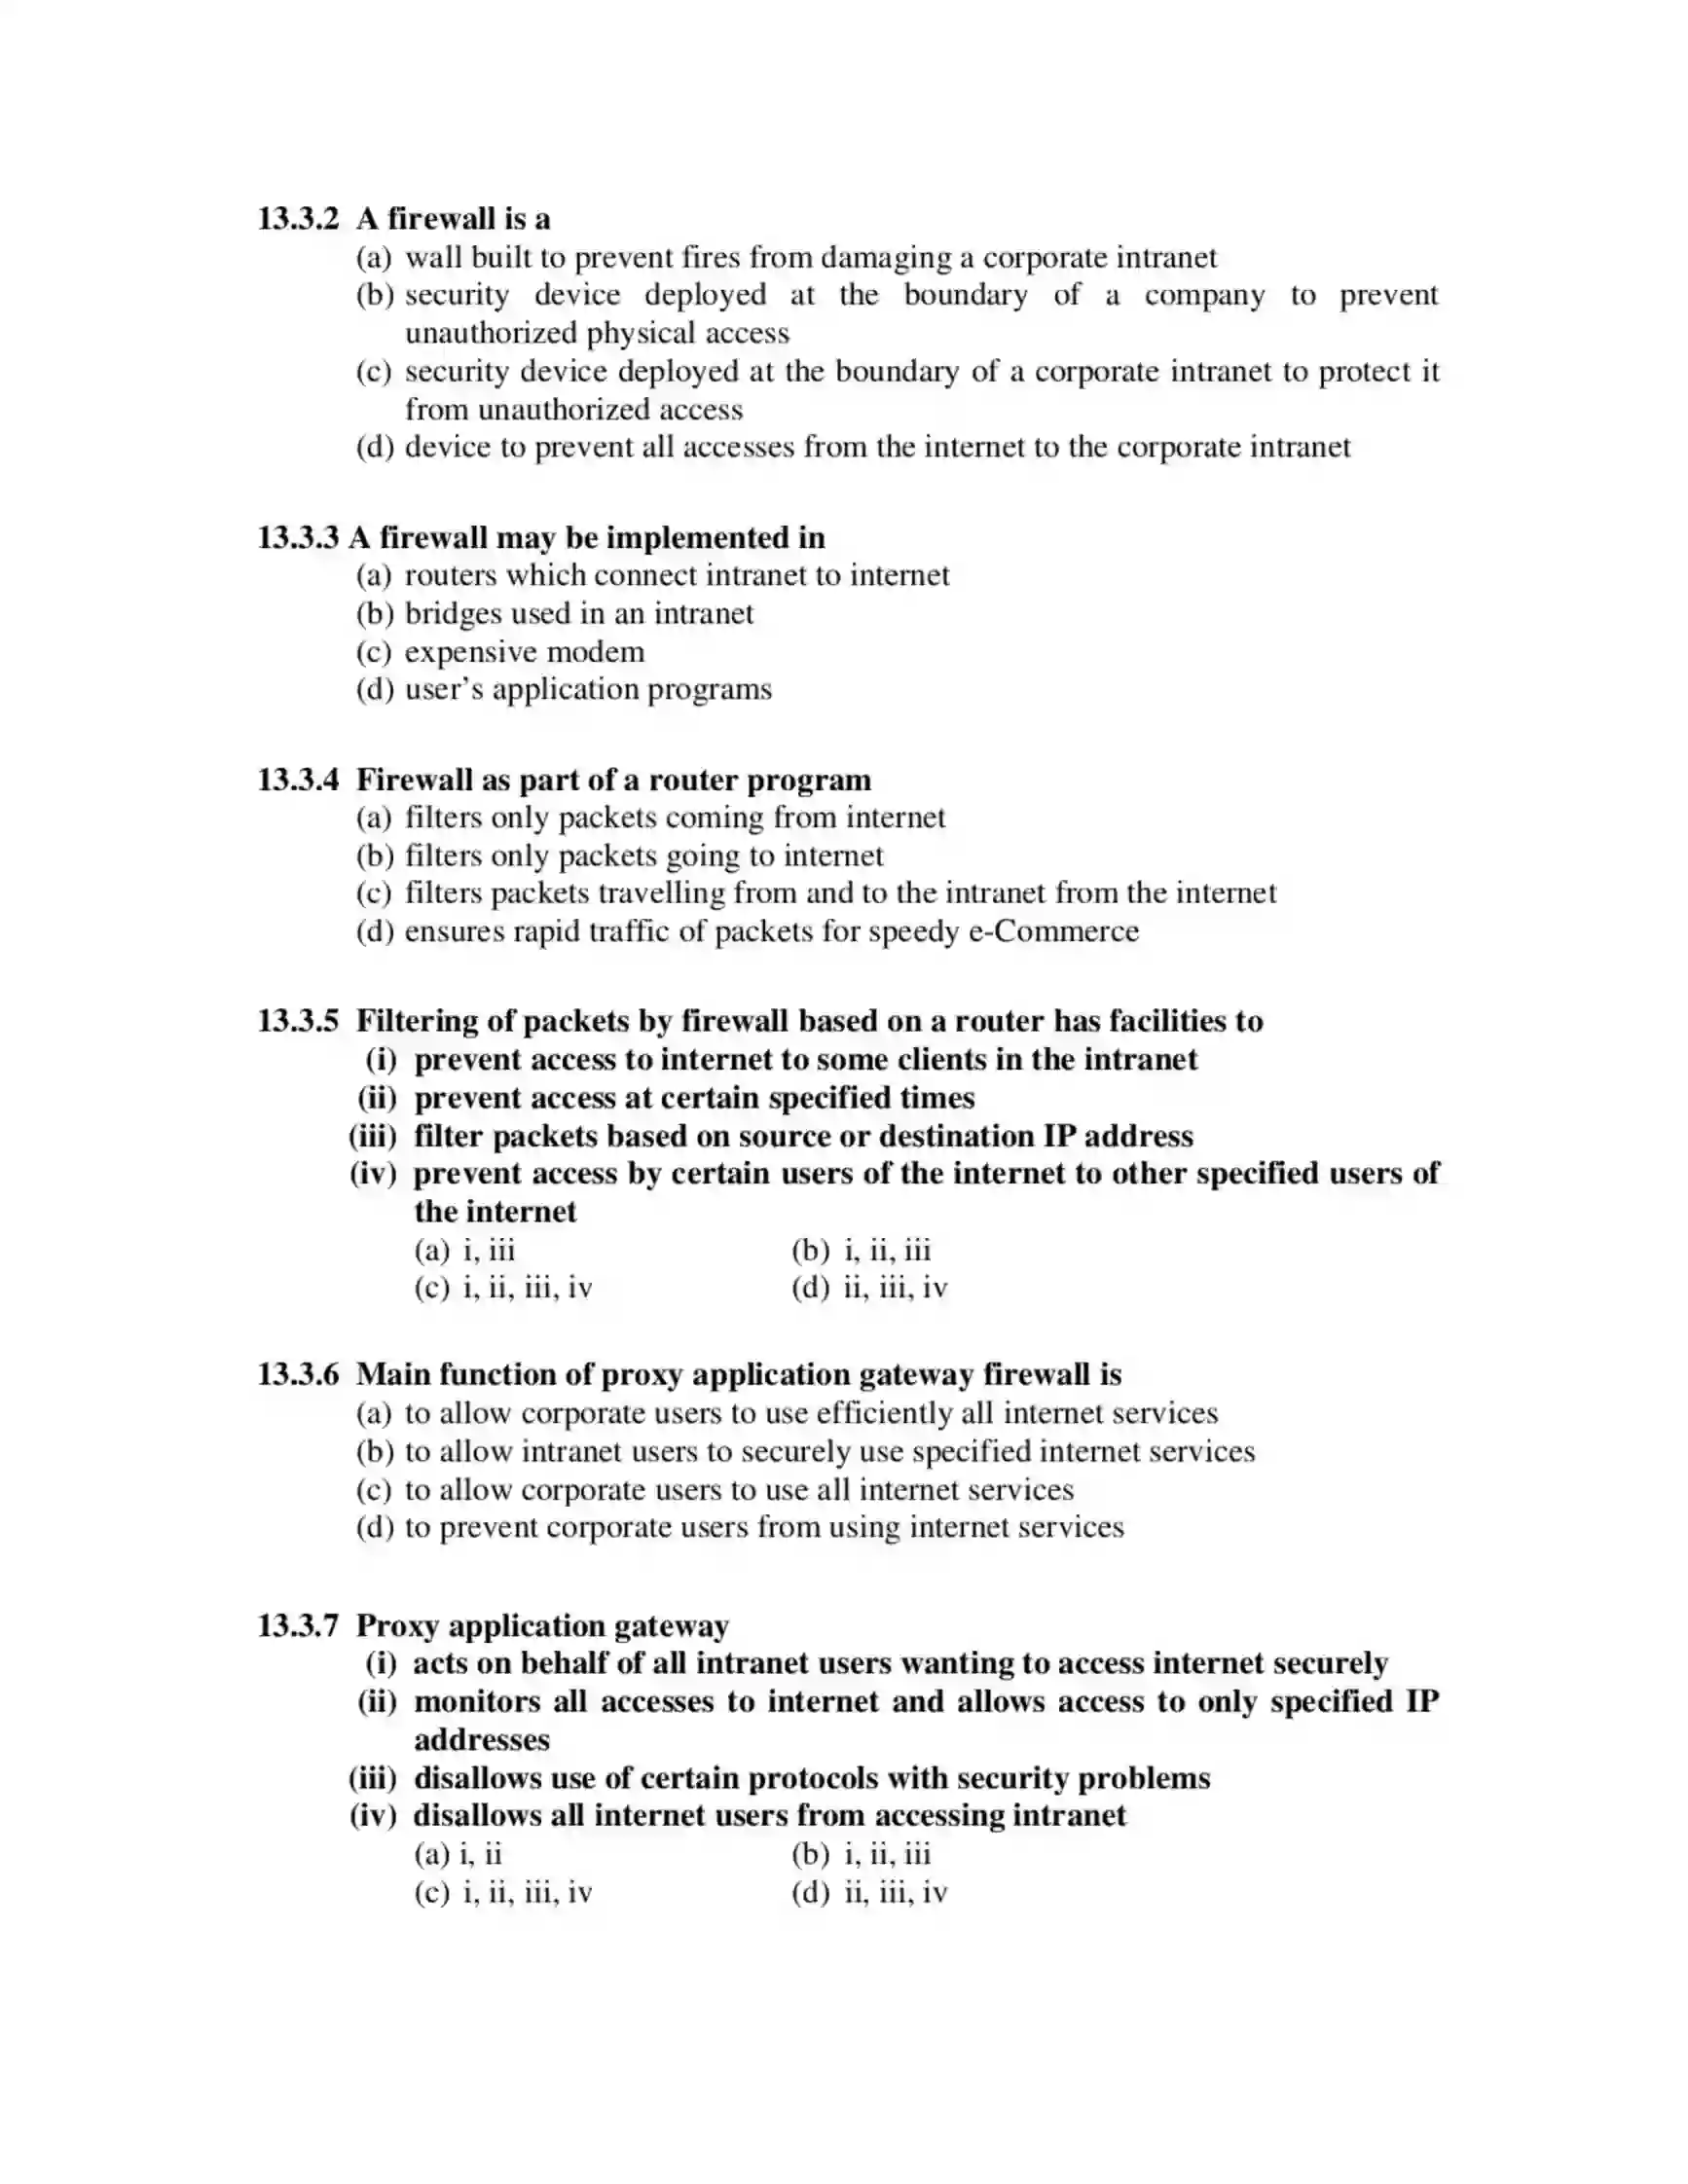 13.3.2 A firewall is a
(a) wall built to prevent fires from damaging a corporate intranet
(b) security device deployed at the boundary of a company to prevent
unauthorized physical access
(c) security device deployed at the boundary of a corporate intranet to protect it
from unauthorized access
(d) device to prevent all accesses from the internet to the corporate intranet
13.3.3 A firewall may be implemented in
(a) routers which connect intranet to internet
(b) bridges used in an intranet
(c) expensive modem
(d) user’s application programs
13.3.4 Firewall as part of a router program
(a) filters only packets coming from internet
(b) filters only packets going to internet
(c) filters packets travelling from and to the intranet from the internet
(d) ensures rapid traffic of packets for speedy e-Commerce
13.3.5 Filtering of packets by firewall based on a router has facilities to
(i) prevent access to internet to some clients in the intranet
(ii) prevent access at certain specified times
(iii) filter packets based on source or destination IP address
(iv) prevent access by certain users of the internet to other specified users of
the internet
(a) i, iii (b) i, ii, iii
(c) i, ii, iii, iv (d) ii, iii, iv
13.3.6 Main function of proxy application gateway firewall is
(a) to allow corporate users to use efficiently all internet services
(b) to allow intranet users to securely use specified internet services
(c) to allow corporate users to use all internet services
(d) to prevent corporate users from using internet services
13.3.7 Proxy application gateway
(i) acts on behalf of all intranet users wanting to access internet securely
(ii) monitors all accesses to internet and allows access to only specified IP
addresses
(iii) disallows use of certain protocols with security problems
(iv) disallows all internet users from accessing intranet
(a) i, ii (b) i, ii, iii
(c) i, ii, iii, iv (d) ii, iii, iv